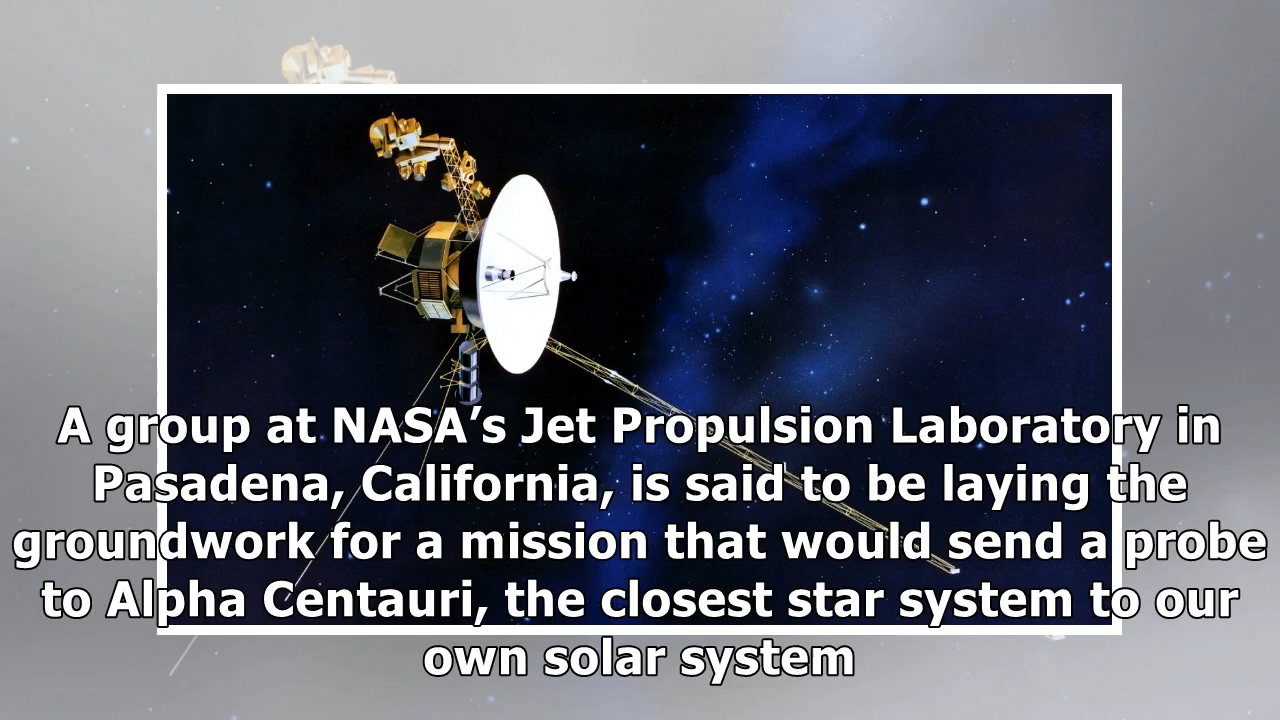 A group at NASA’s Jet Propulsion Laboratory in
Pasadena, California, is said to be laying the
groundwork for a mission that would send a probe
to Alpha Centauri, the closest star system to our
own solar system